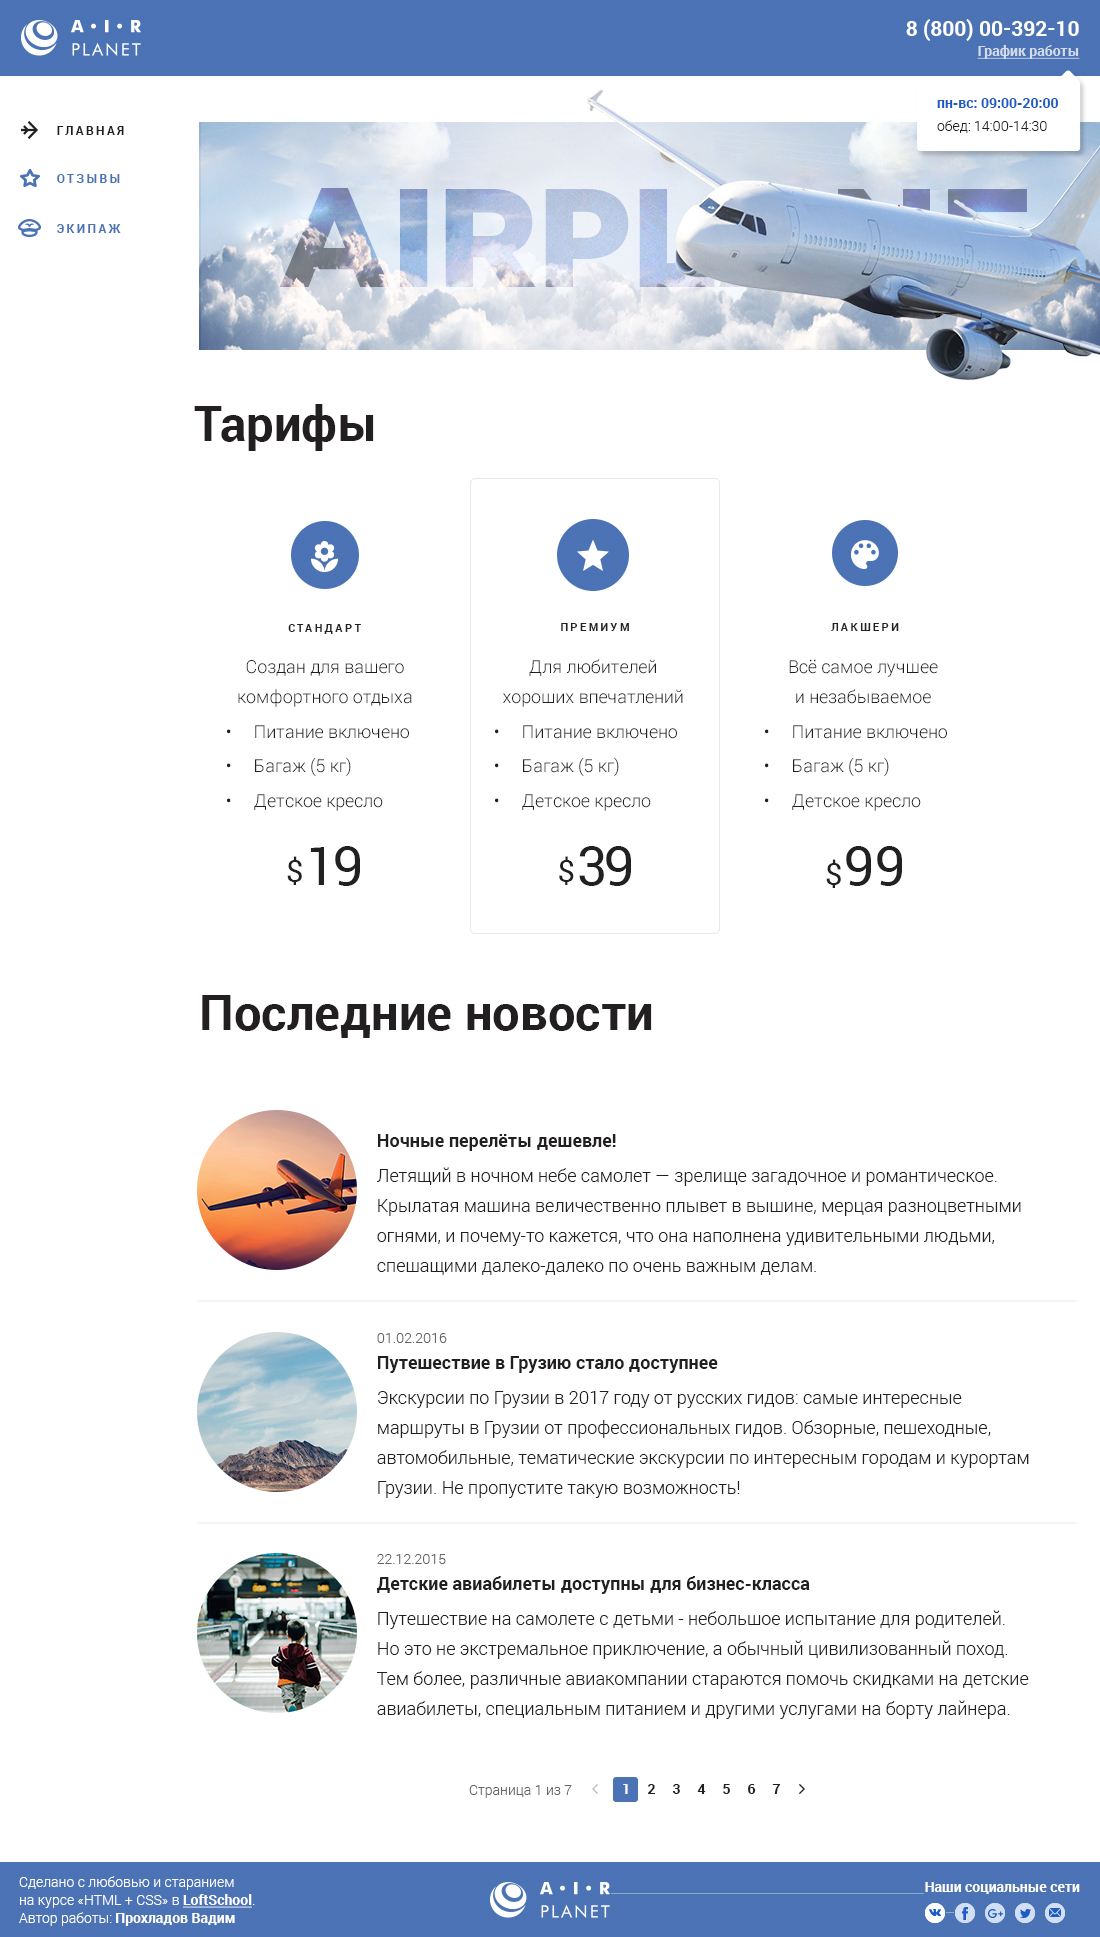 A·I·R
PLANET
8 (800) 00-392-10
График работы
пн-вс: 09:00-20:00
обед: 14:00-14:30
ГЛАВНАЯ
ОТЗЫВЫ
ЭКИПАЖ
AIRPLANE
Тарифы
СТАНДАРТ
Создан для вашего
комфортного отдыха
• Питание включено
• Багаж (5 кг)
• Детское кресло
$19
ПРЕМИУМ
Для любителей
хороших впечатлений
• Питание включено
• Багаж (5 кг)
• Детское кресло
$39
ЛАКШЕРИ
Всё самое лучшее
и незабываемое
• Питание включено
• Багаж (5 кг)
• Детское кресло
$99
Последние новости
Ночные перелёты дешевле!
Летящий в ночном небе самолет — зрелище загадочное и романтическое.
Крылатая машина величественно плывет в вышине, мерцая разноцветными
огнями, и почему-то кажется, что она наполнена удивительными людьми,
спешащими далеко-далеко по очень важным делам.
01.02.2016
Путешествие в Грузию стало доступнее
Экскурсии по Грузии в 2017 году от русских гидов: самые интересные
маршруты в Грузии от профессиональных гидов. Обзорные, пешеходные,
автомобильные, тематические экскурсии по интересным городам и курортам
Грузии. Не пропустите такую возможность!
22.12.2015
Детские авиабилеты доступны для бизнес-класса
Путешествие на самолете с детьми - небольшое испытание для родителей.
Но это не экстремальное приключение, а обычный цивилизованный поход.
Тем более, различные авиакомпании стараются помочь скидками на детские
авиабилеты, специальным питанием и другими услугами на борту лайнера.
Страница 1 из 7 1 2 3 4 5 6 7
Сделано с любовью и старанием
на курсе «HTML + CSS» в LoftSchool.
Автор работы: Прохладов Вадим
A·I·R
PLANET
Наши социальные сети